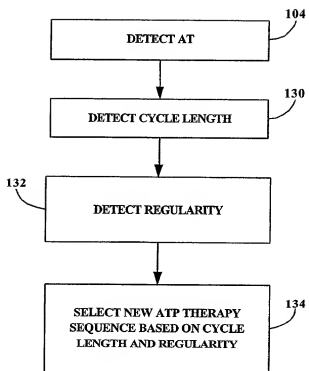 104
DETECT AT
130
DETECT CYCLE LENGTH
132
DETECT REGULARITY
134
SELECT NEW ATP THERAPY
SEQUENCE BASED ON CYCLE
LENGTH AND REGULARITY